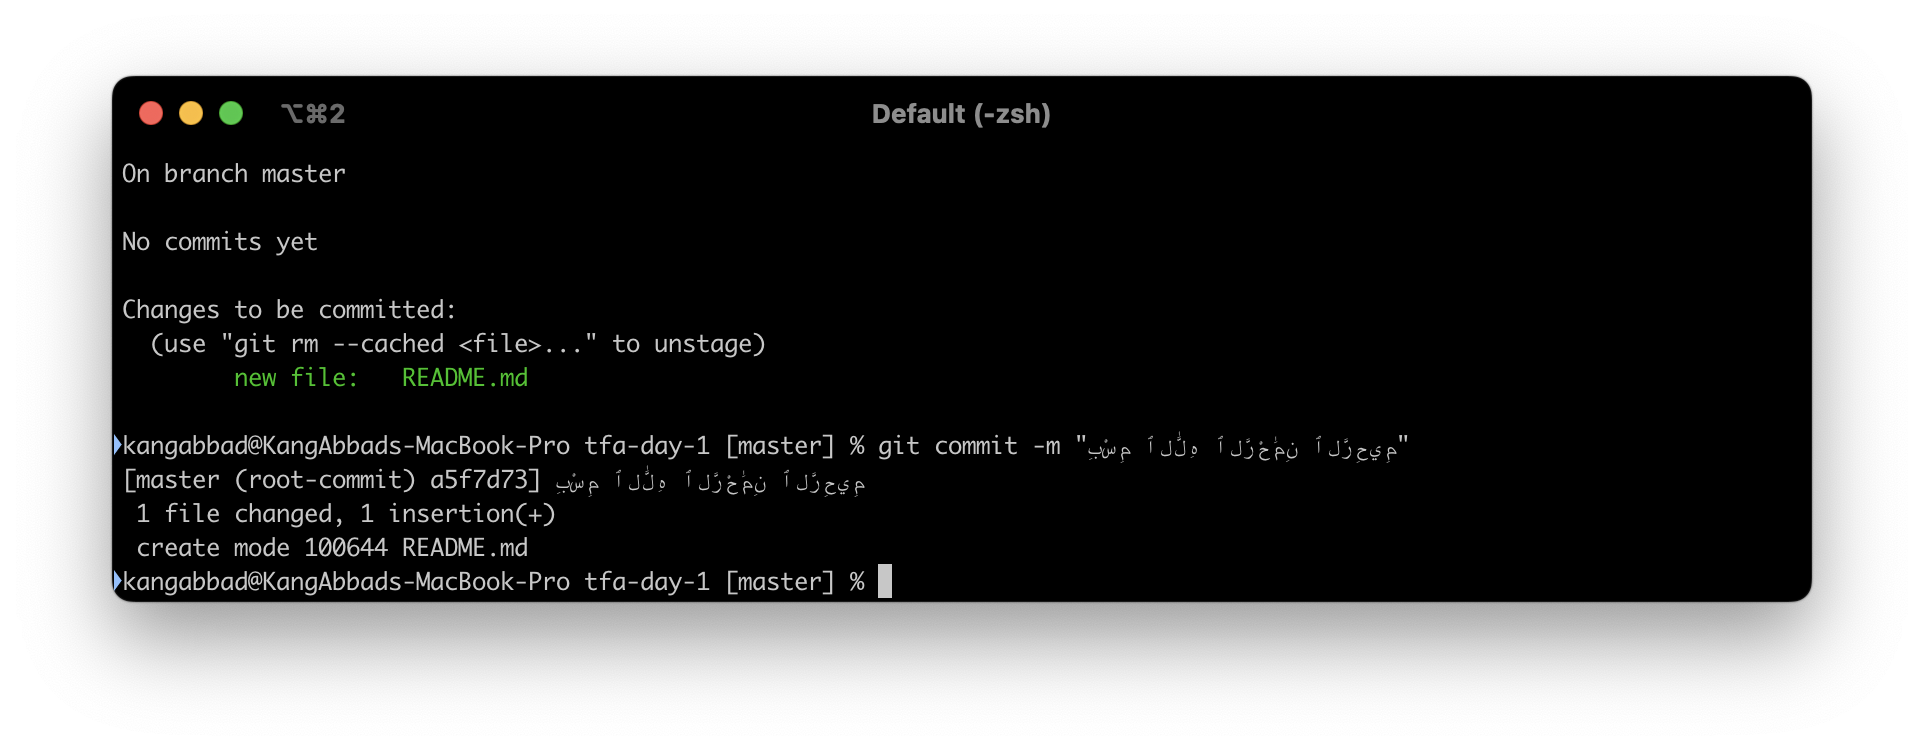 ⌥⌘2
Default (-zsh)
On branch master
No commits yet
Changes to be committed:
(use "git rm --cached <file>..." to unstage)
new file: README.md
kangabbad@KangAbbads-MacBook-Pro tfa-day-1 [master] % git commit -m "بِسْمِ ٱللَّٰهِ ٱلرَّحْمَٰنِ ٱلرَّحِيمِ"
[master (root-commit) a5f7d73] بِسْمِ ٱللَّٰهِ ٱلرَّحْمَٰنِ ٱلرَّحِيمِ
1 file changed, 1 insertion(+)
create mode 100644 README.md
kangabbad@KangAbbads-MacBook-Pro tfa-day-1 [master] %